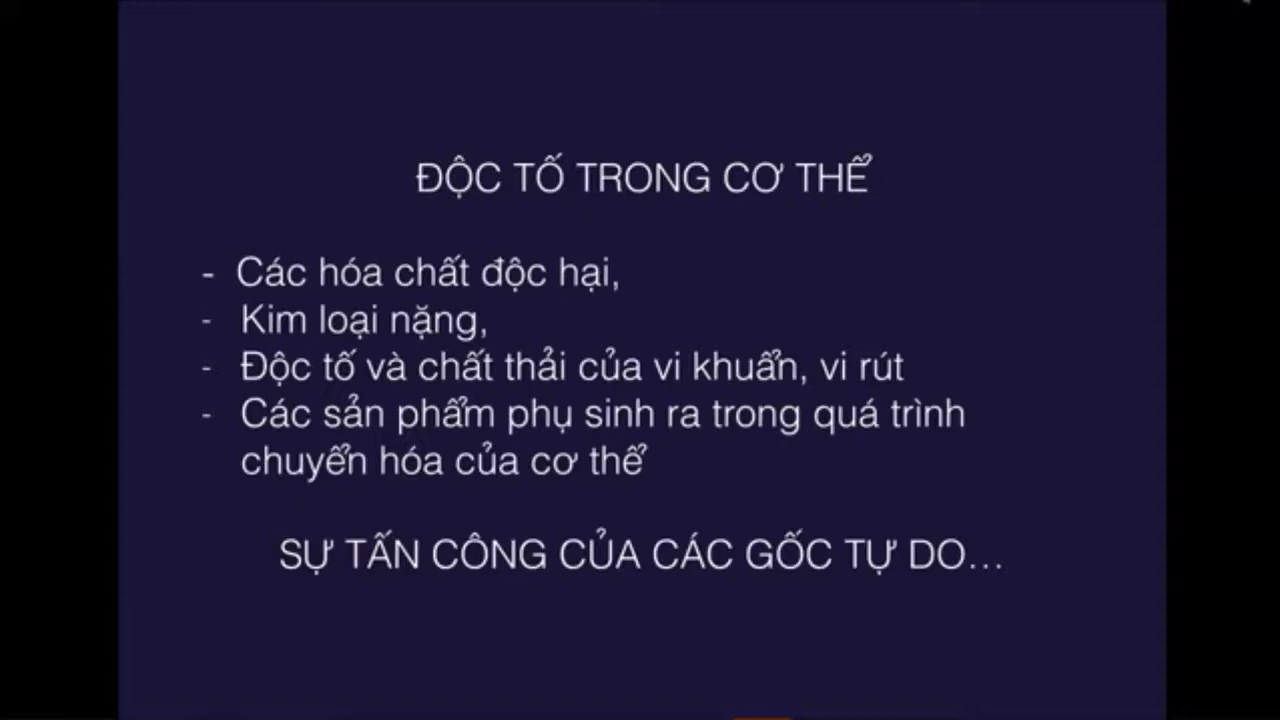 ĐỘC TỐ TRONG CƠ THỂ
- Các hóa chất độc hại,
- Kim loại nặng,
- Độc tố và chất thải của vi khuẩn, vi rút
- Các sản phẩm phụ sinh ra trong quá trình
chuyển hóa của cơ thể
SỰ TẤN CÔNG CỦA CÁC GỐC TỰ DO...